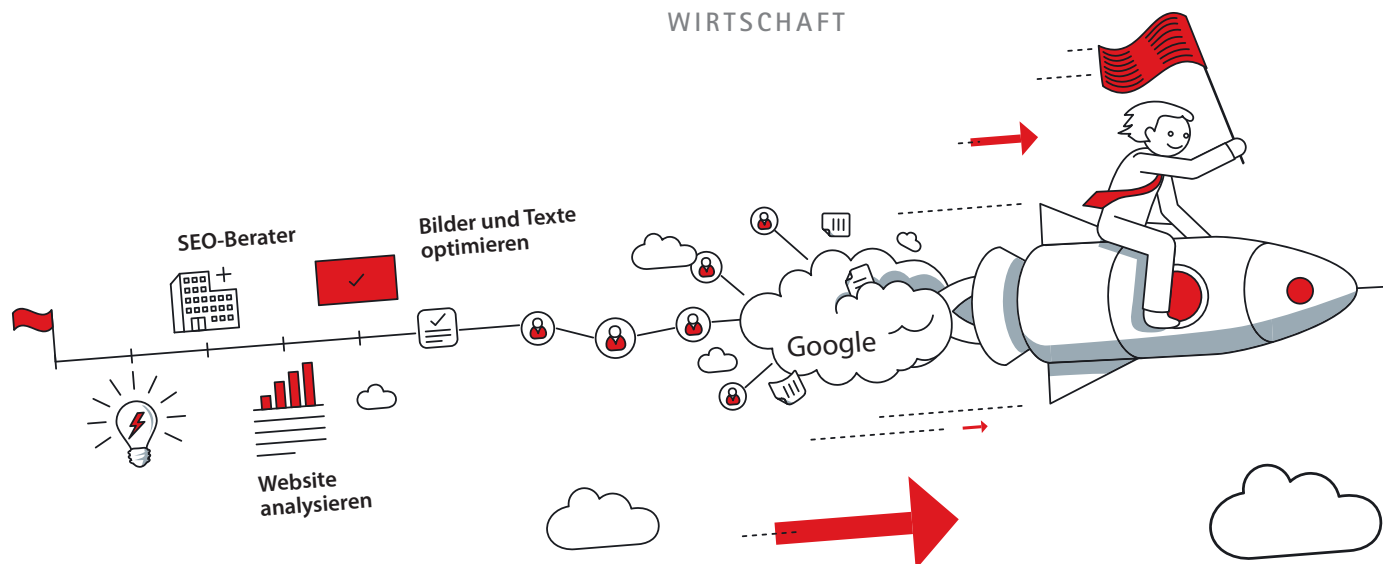 WIRTSCHAFT
SEO-Berater
Bilder und Texte
optimieren
Google
Website
analysieren